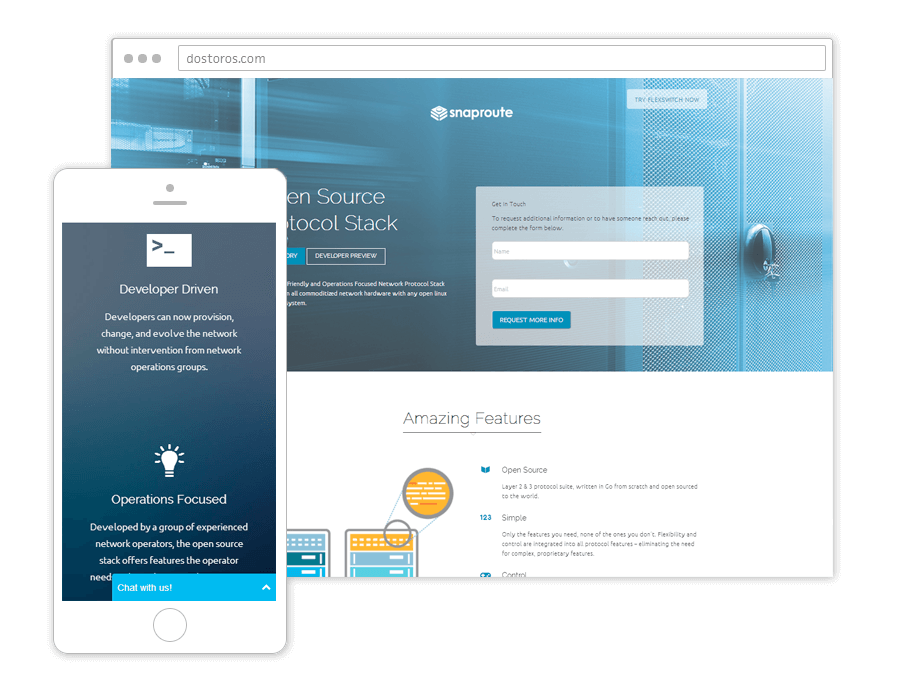 dostoros.com
TRY FLEXSWITCH NOW
snaproute
en Source
otocol Stack
ORY
DEVELOPER PREVIEW
friendly and Operations Focused Network Protocol Stack
n all commoditized network hardware with any open linux
system.
Get In Touch
To request additional information or to have someone reach out, please
complete the form below:
Name
Email
REQUEST MORE INFO
>_
Developer Driven
Developers can now provision,
change, and evolve the network
without intervention from network
operations groups.
Operations Focused
Developed by a group of experienced
network operators, the open source
stack offers features the operator
Chat with us!
Amazing Features
Open Source
Layer 2 & 3 protocol suite, written in Go from scratch and open sourced
to the world.
123
Simple
Only the features you need, none of the ones you don't. Flexibility and
control are integrated into all protocol features – eliminating the need
for complex, proprietary features.
Control